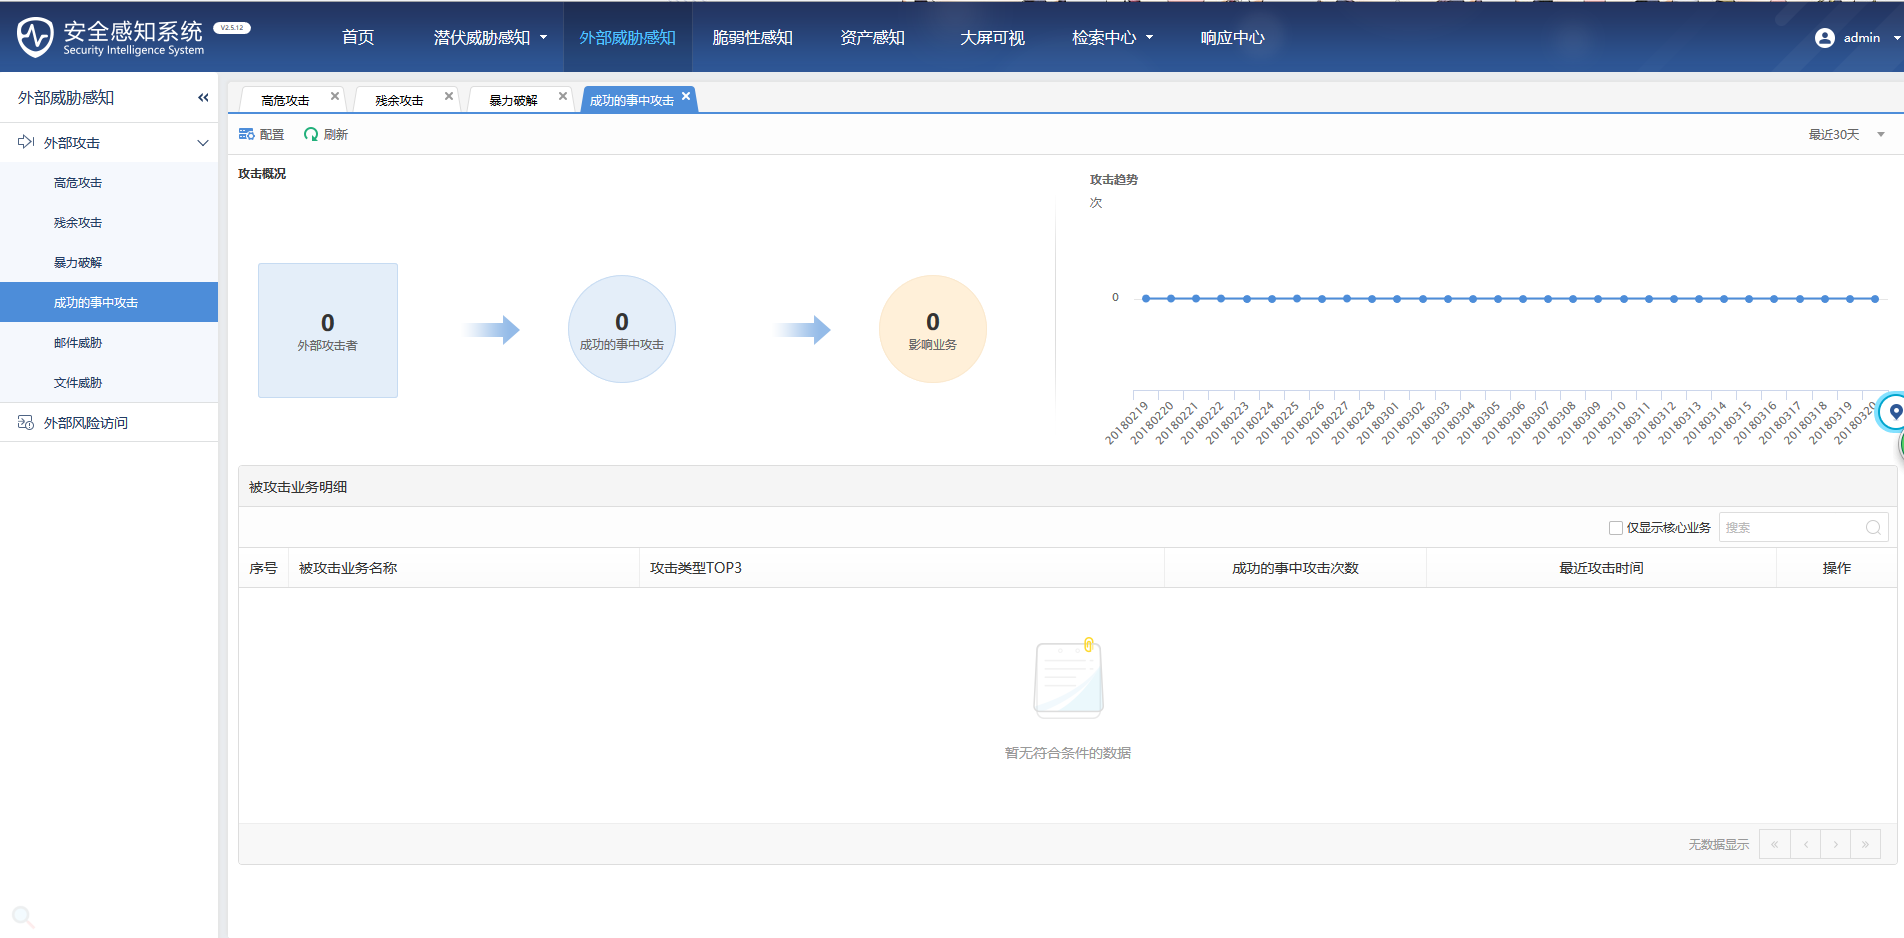 安全感知系统 V2.5.12
Security Intelligence System
首页 潜伏威胁感知 外部威胁感知 脆弱性感知 资产感知 大屏可视 检索中心 响应中心 admin
外部威胁感知
高危攻击 残余攻击 暴力破解 成功的事中攻击
外部攻击
高危攻击
残余攻击
暴力破解
成功的事中攻击
邮件威胁
文件威胁
外部风险访问
配置 刷新 最近30天
攻击概况
0
外部攻击者
0
成功的事中攻击
0
影响业务
攻击趋势
次
0
20180219 20180220 20180221 20180222 20180223 20180224 20180225 20180226 20180227 20180228 20180301 20180302 20180303 20180304 20180305 20180306 20180307 20180308 20180309 20180310 20180311 20180312 20180313 20180314 20180315 20180316 20180317 20180318 20180319 20180320
被攻击业务明细
仅显示核心业务 搜索
序号 被攻击业务名称 攻击类型TOP3 成功的事中攻击次数 最近攻击时间 操作
暂无符合条件的数据
无数据显示